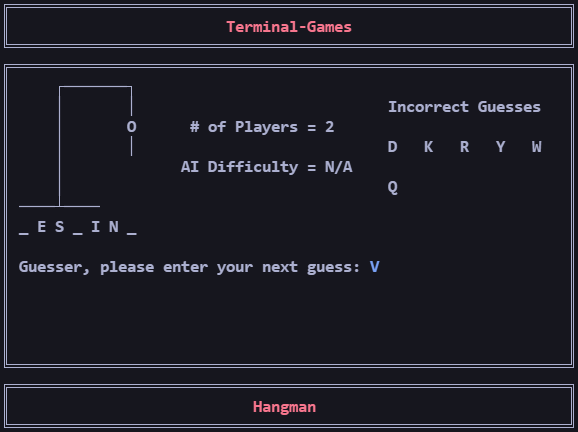 Terminal-Games
Incorrect Guesses
O # of Players = 2
D K R Y W
AI Difficulty = N/A
Q
_ E S _ I N _
Guesser, please enter your next guess: V
Hangman